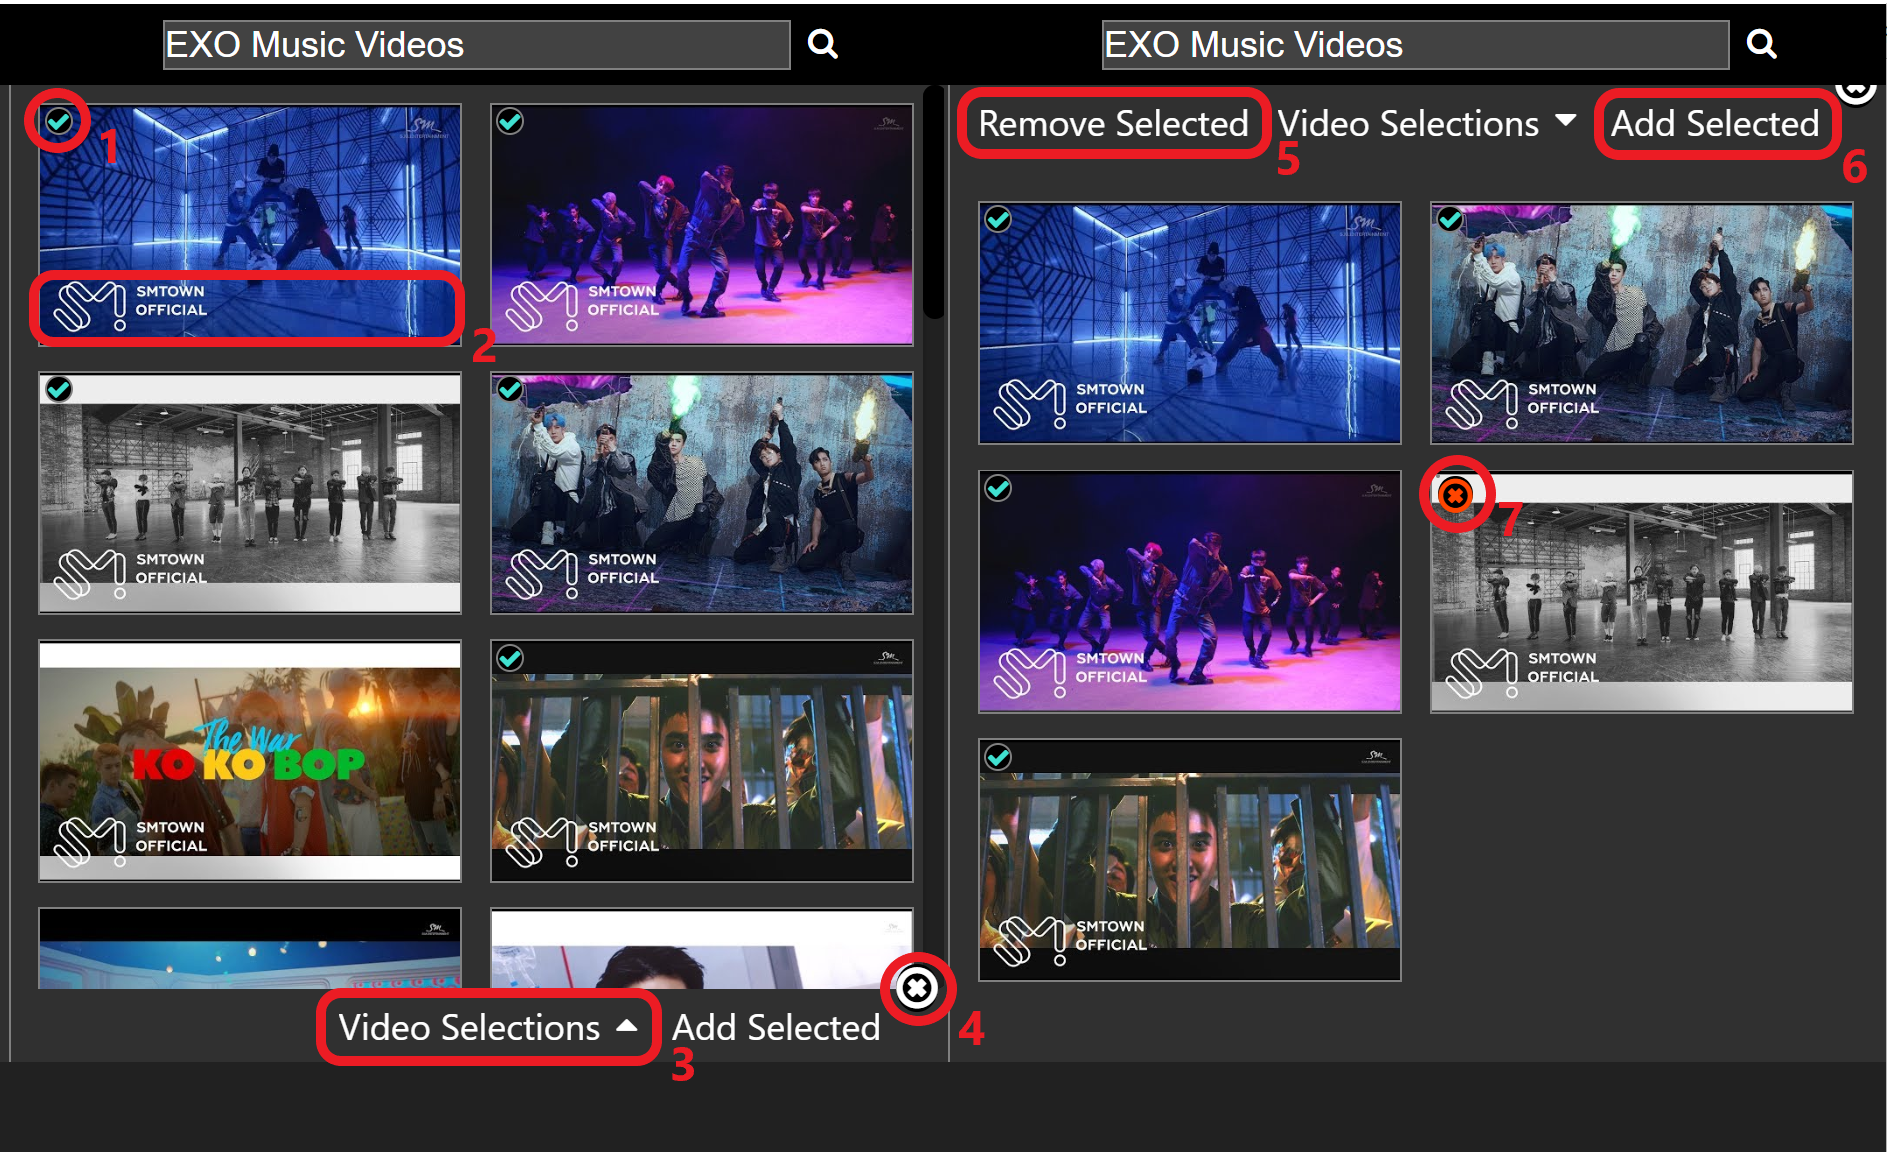 EXO Music Videos
1
SMTOWN
OFFICIAL
2
SMTOWN
OFFICIAL
SMTOWN
OFFICIAL
SMTOWN
OFFICIAL
The War
KO KO BOP
SMTOWN
OFFICIAL
SMTOWN
OFFICIAL
Video Selections
3
Add Selected
4
EXO Music Videos
Remove Selected
5
Video Selections
Add Selected
6
SMTOWN
OFFICIAL
SMTOWN
OFFICIAL
SMTOWN
OFFICIAL
7
SMTOWN
OFFICIAL
SMTOWN
OFFICIAL